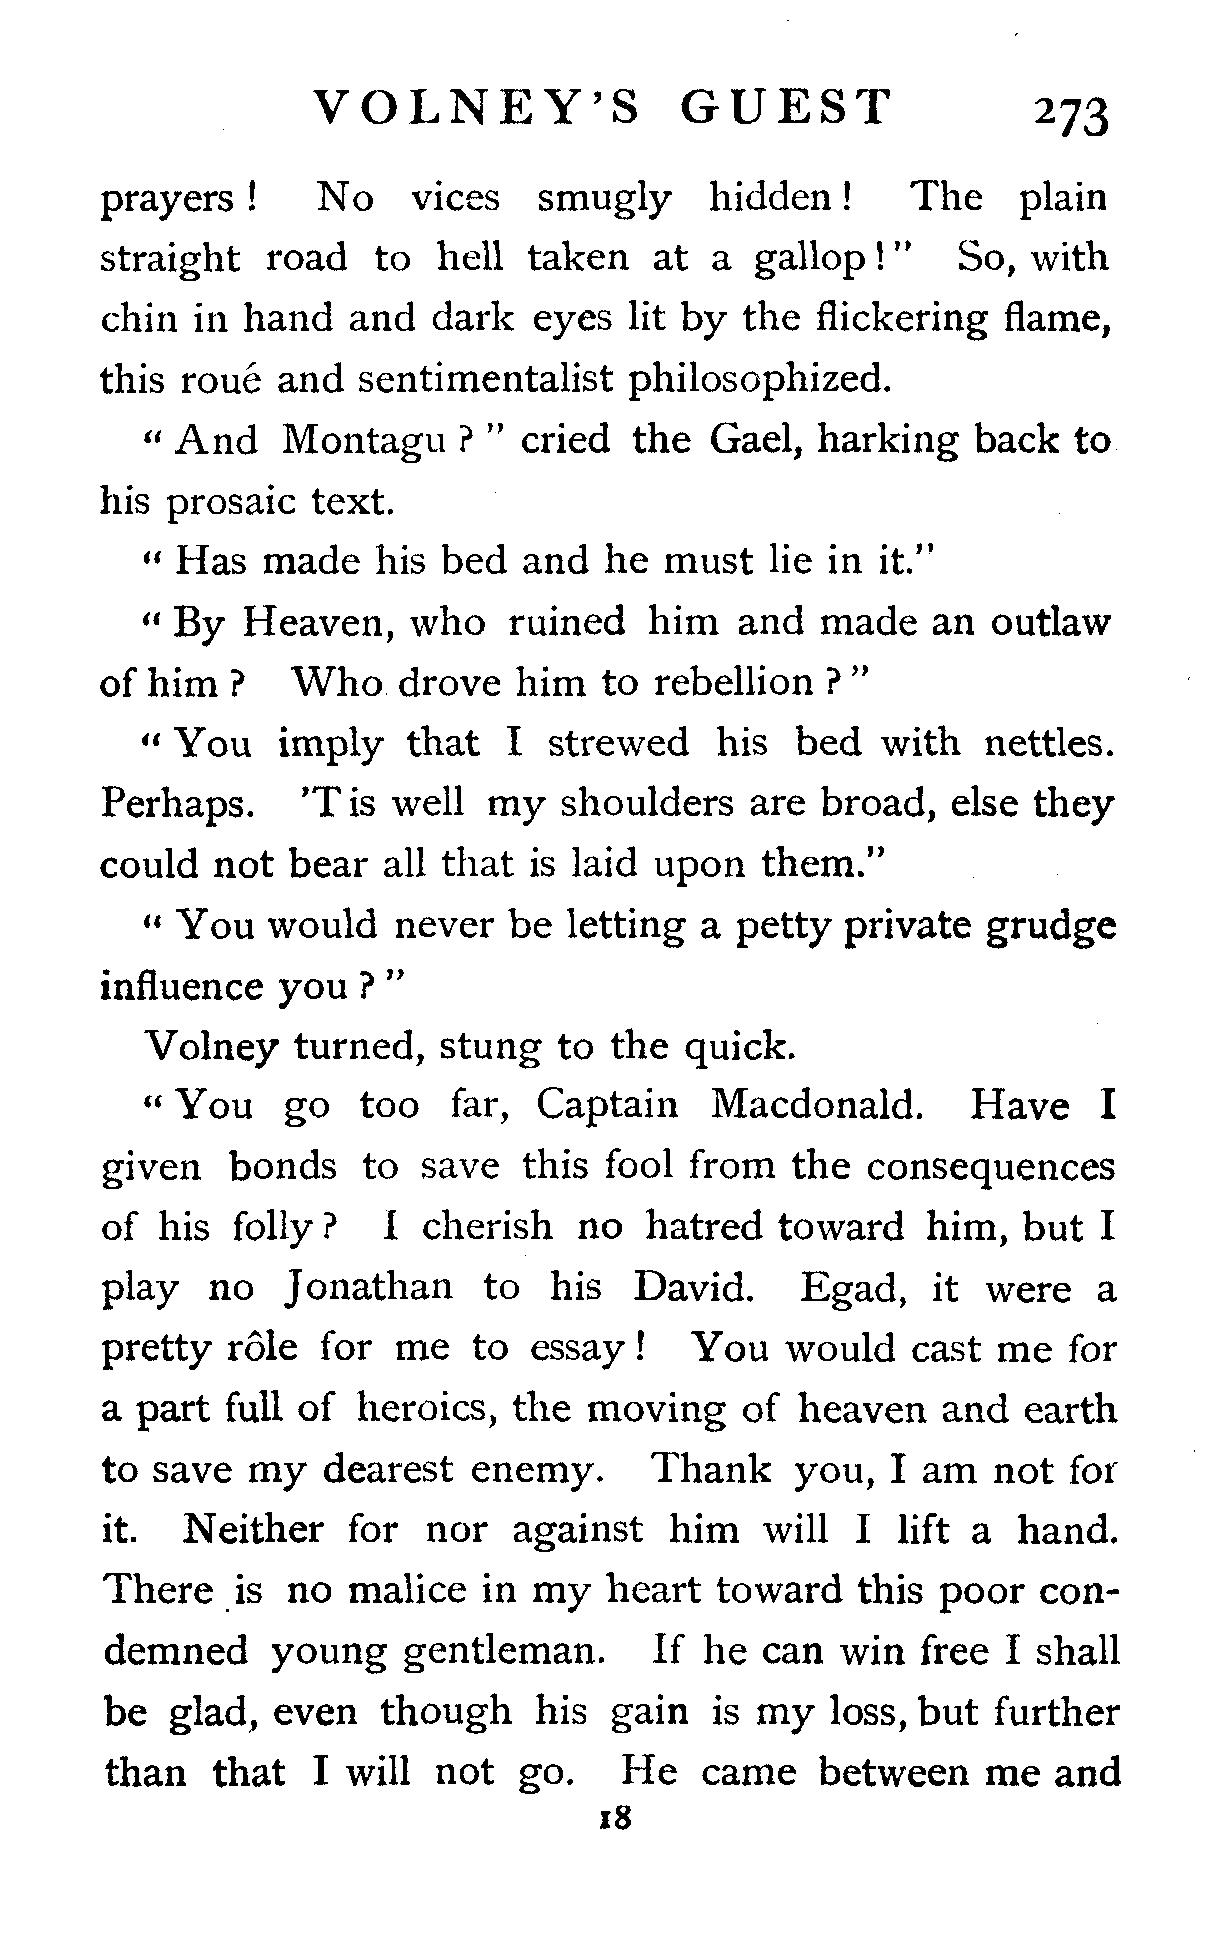 VOLNEY'S GUEST 273
prayers! No vices smugly hidden! The plain
straight road to hell taken at a gallop!" So, with
chin in hand and dark eyes lit by the flickering flame,
this roué and sentimentalist philosophized.
"And Montagu?" cried the Gael, harking back to
his prosaic text.
"Has made his bed and he must lie in it."
"By Heaven, who ruined him and made an outlaw
of him? Who drove him to rebellion?"
"You imply that I strewed his bed with nettles.
Perhaps. 'Tis well my shoulders are broad, else they
could not bear all that is laid upon them."
"You would never be letting a petty private grudge
influence you?"
Volney turned, stung to the quick.
"You go too far, Captain Macdonald. Have I
given bonds to save this fool from the consequences
of his folly? I cherish no hatred toward him, but I
play no Jonathan to his David. Egad, it were a
pretty rôle for me to essay! You would cast me for
a part full of heroics, the moving of heaven and earth
to save my dearest enemy. Thank you, I am not for
it. Neither for nor against him will I lift a hand.
There is no malice in my heart toward this poor con-
demned young gentleman. If he can win free I shall
be glad, even though his gain is my loss, but further
than that I will not go. He came between me and
18